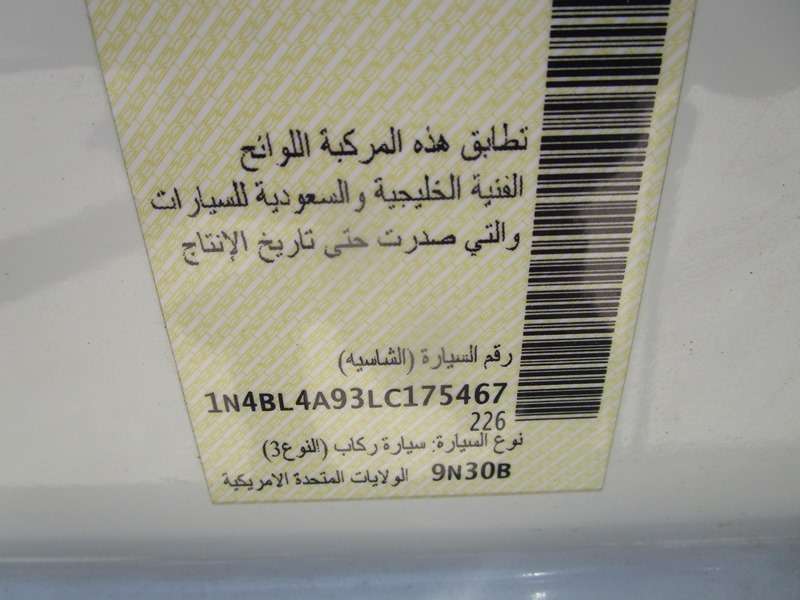 تطابق هذه المركبة اللوائح
الفنية الخليجية والسعودية للسيارات
والتي صدرت حتى تاريخ الإنتاج
رقم السيارة (الشاسيه)
1N4BL4A93LC175467
226
نوع السيارة: سيارة ركاب (النوع3)
9N30B الولايات المتحدة الامريكية